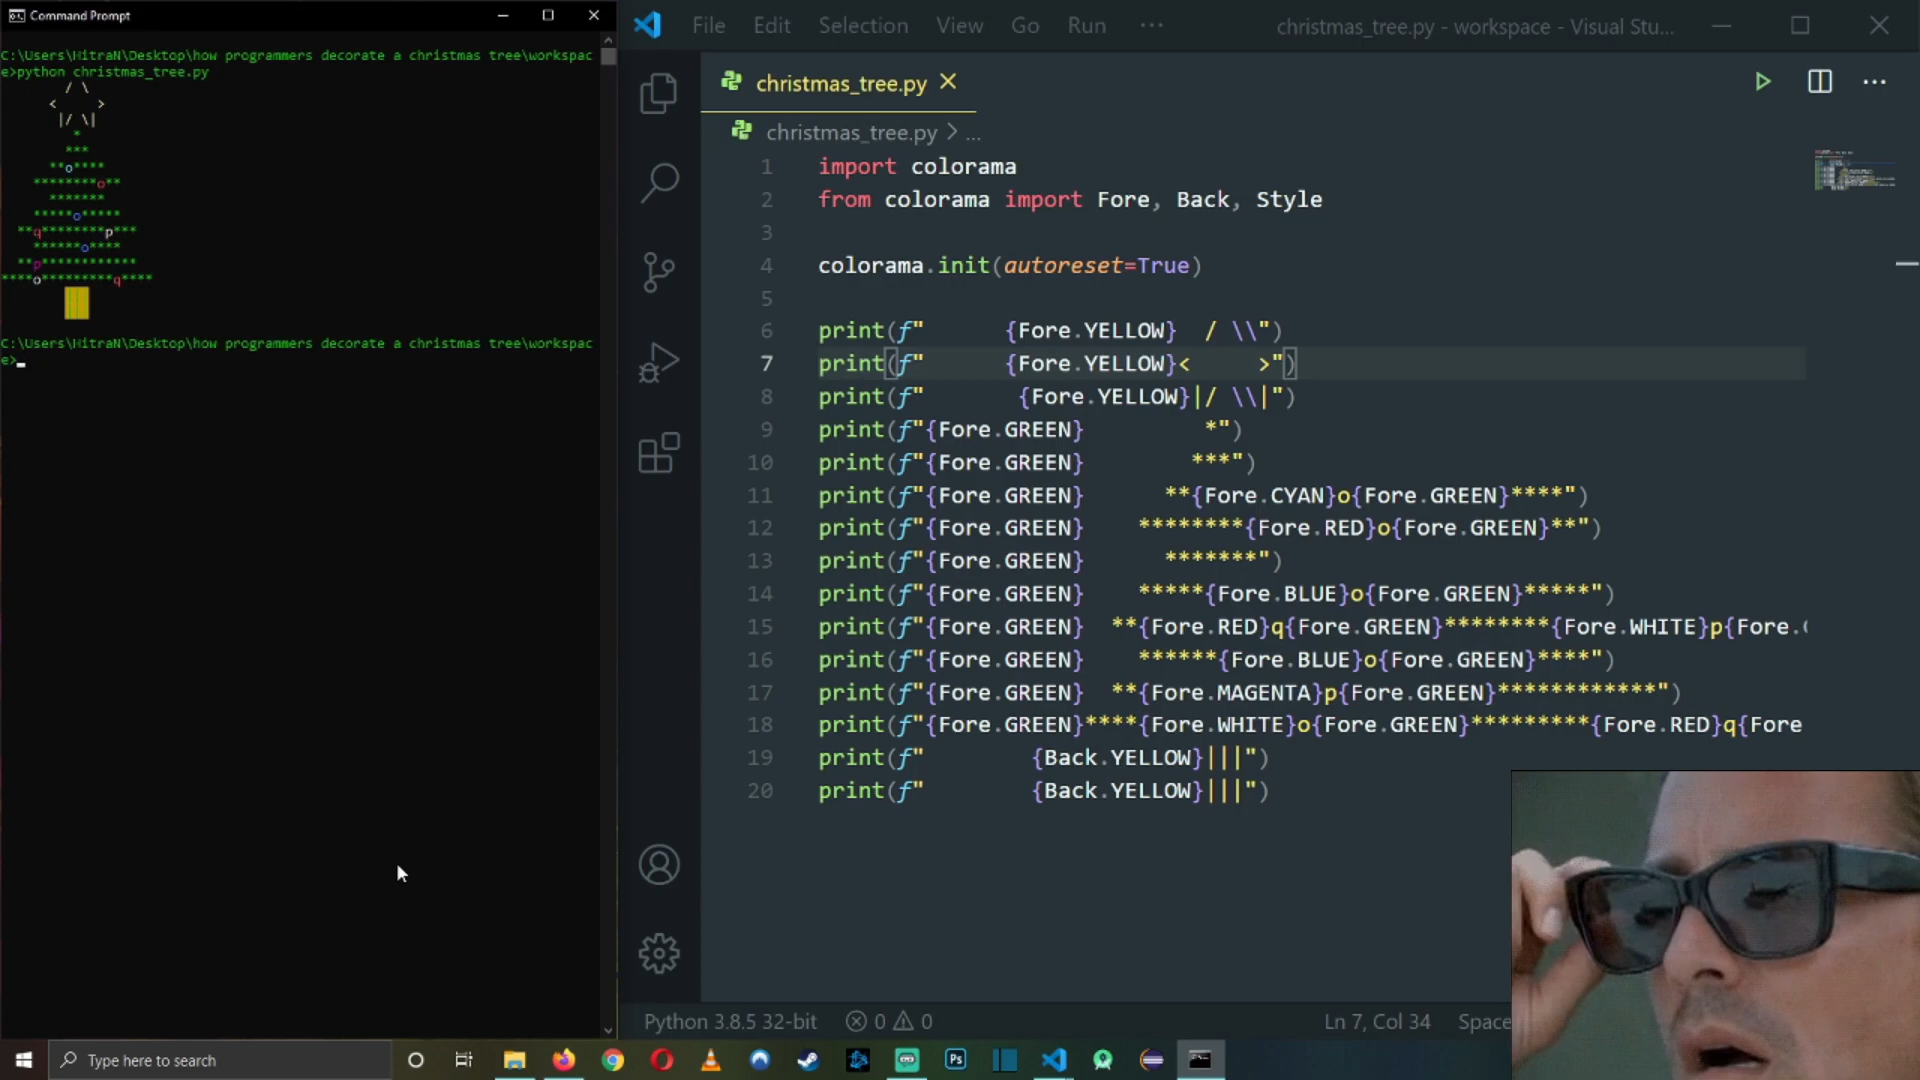 Command Prompt
C:\Users\HitraN\Desktop\how programmers decorate a christmas tree\workspac
e>python christmas_tree.py
/ \
<     >
|/ \|
*
***
**o****
********o**
*******
*****o*****
**q********p***
******o****
**p************
****o*********q****
C:\Users\HitraN\Desktop\how programmers decorate a christmas tree\workspac
e>
File Edit Selection View Go Run ··· christmas_tree.py - workspace - Visual Stu...
christmas_tree.py
christmas_tree.py > ...
1 import colorama
2 from colorama import Fore, Back, Style
3
4 colorama.init(autoreset=True)
5
6 print(f"      {Fore.YELLOW}  / \\")
7 print(f"      {Fore.YELLOW}<     >")
8 print(f"       {Fore.YELLOW}|/ \\|")
9 print(f"{Fore.GREEN}         *")
10 print(f"{Fore.GREEN}        ***")
11 print(f"{Fore.GREEN}      **{Fore.CYAN}o{Fore.GREEN}****")
12 print(f"{Fore.GREEN}    ********{Fore.RED}o{Fore.GREEN}**")
13 print(f"{Fore.GREEN}      *******")
14 print(f"{Fore.GREEN}    *****{Fore.BLUE}o{Fore.GREEN}*****")
15 print(f"{Fore.GREEN}  **{Fore.RED}q{Fore.GREEN}********{Fore.WHITE}p{Fore.
16 print(f"{Fore.GREEN}    ******{Fore.BLUE}o{Fore.GREEN}****")
17 print(f"{Fore.GREEN}  **{Fore.MAGENTA}p{Fore.GREEN}************")
18 print(f"{Fore.GREEN}****{Fore.WHITE}o{Fore.GREEN}*********{Fore.RED}q{Fore
19 print(f"        {Back.YELLOW}|||")
20 print(f"        {Back.YELLOW}|||")
Python 3.8.5 32-bit 0 0 Ln 7, Col 34 Space
Type here to search
Ps